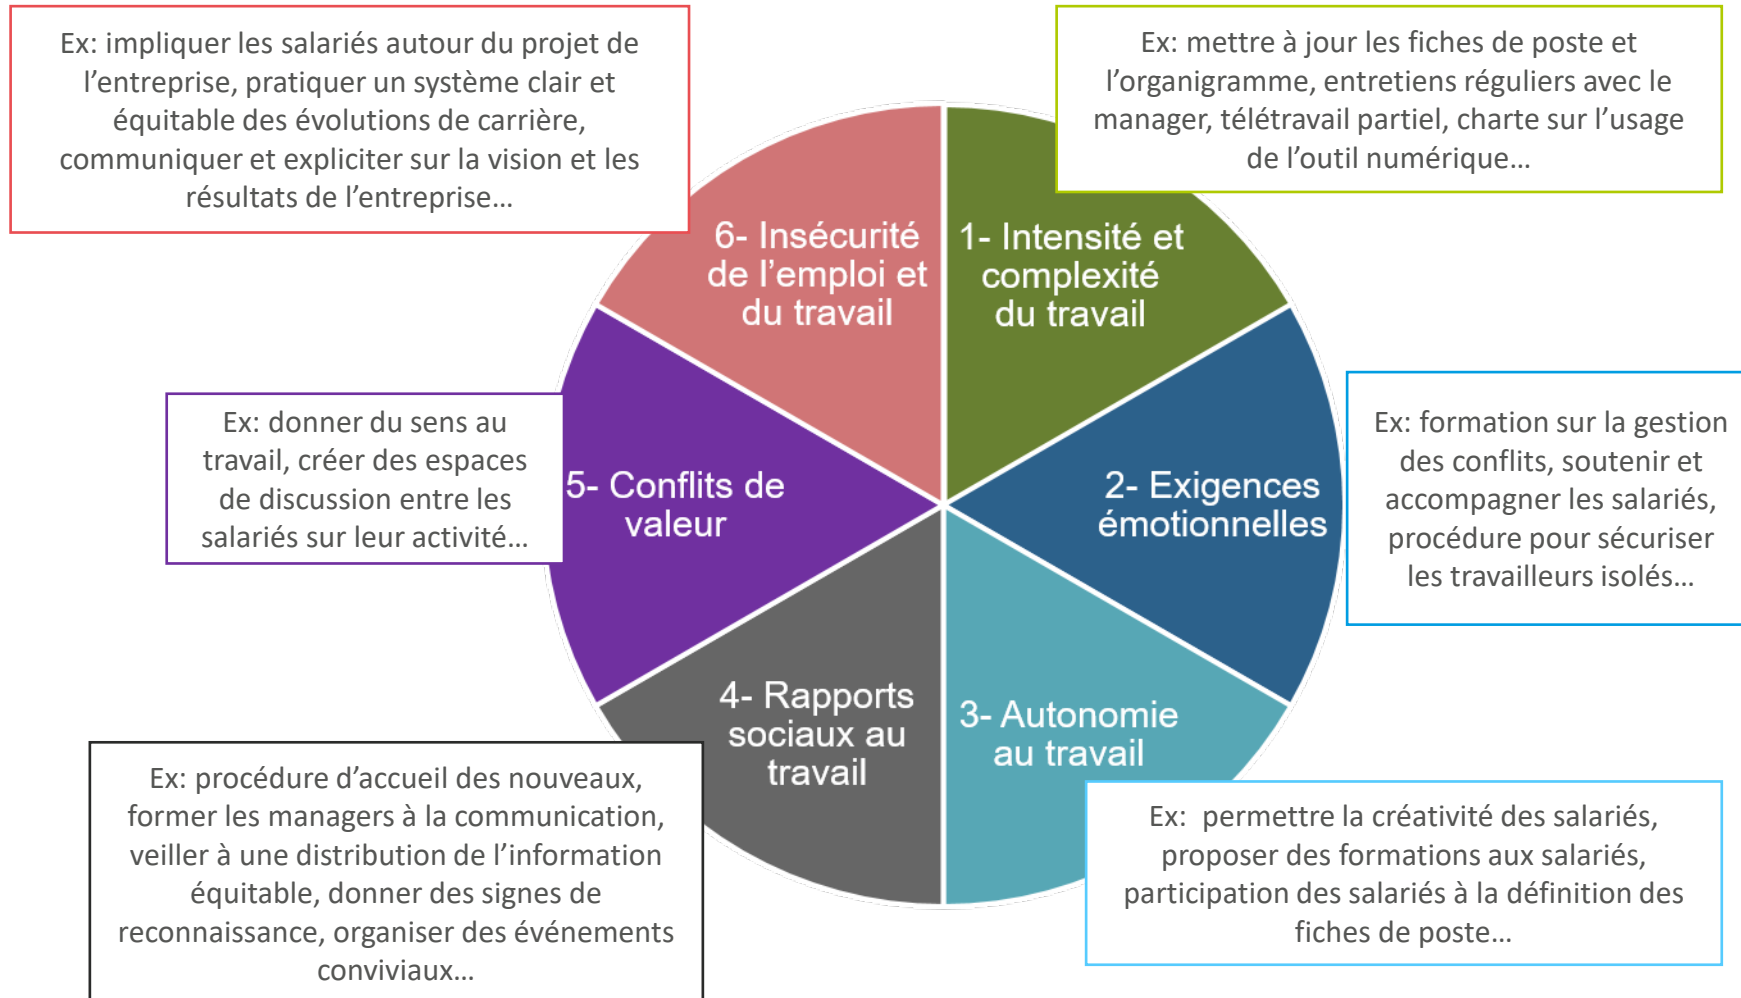 Ex: impliquer les salariés autour du projet de
l’entreprise, pratiquer un système clair et
équitable des évolutions de carrière,
communiquer et expliciter sur la vision et les
résultats de l’entreprise…
Ex: mettre à jour les fiches de poste et
l’organigramme, entretiens réguliers avec le
manager, télétravail partiel, charte sur l’usage
de l’outil numérique…
6- Insécurité
de l’emploi et
du travail
1- Intensité et
complexité
du travail
Ex: donner du sens au
travail, créer des espaces
de discussion entre les
salariés sur leur activité…
5- Conflits de
valeur
2- Exigences
émotionnelles
Ex: formation sur la gestion
des conflits, soutenir et
accompagner les salariés,
procédure pour sécuriser
les travailleurs isolés…
4- Rapports
sociaux au
travail
3- Autonomie
au travail
Ex: procédure d’accueil des nouveaux,
former les managers à la communication,
veiller à une distribution de l’information
équitable, donner des signes de
reconnaissance, organiser des événements
conviviaux…
Ex:  permettre la créativité des salariés,
proposer des formations aux salariés,
participation des salariés à la définition des
fiches de poste…